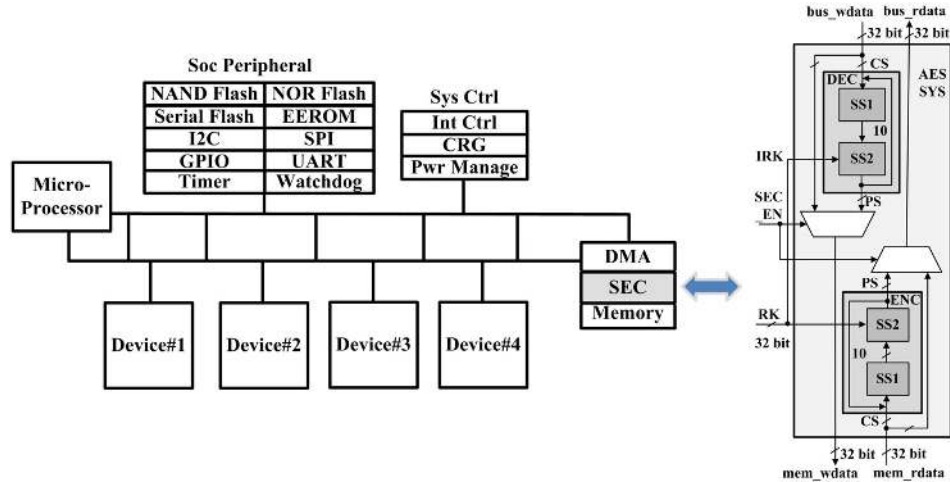 Soc Peripheral
NAND Flash NOR Flash
Serial Flash EEROM
I2C SPI
GPIO UART
Timer Watchdog
Sys Ctrl
Int Ctrl
CRG
Pwr Manage
Micro-
Processor
DMA
SEC
Memory
Device#1 Device#2 Device#3 Device#4
bus_wdata bus_rdata
32 bit 32 bit
AES
SYS
CS
DEC
SS1
10
SS2
IRK
PS
SEC
_EN
PS
ENC
SS2
RK
32 bit
10
SS1
CS
32 bit 32 bit
mem_wdata mem_rdata